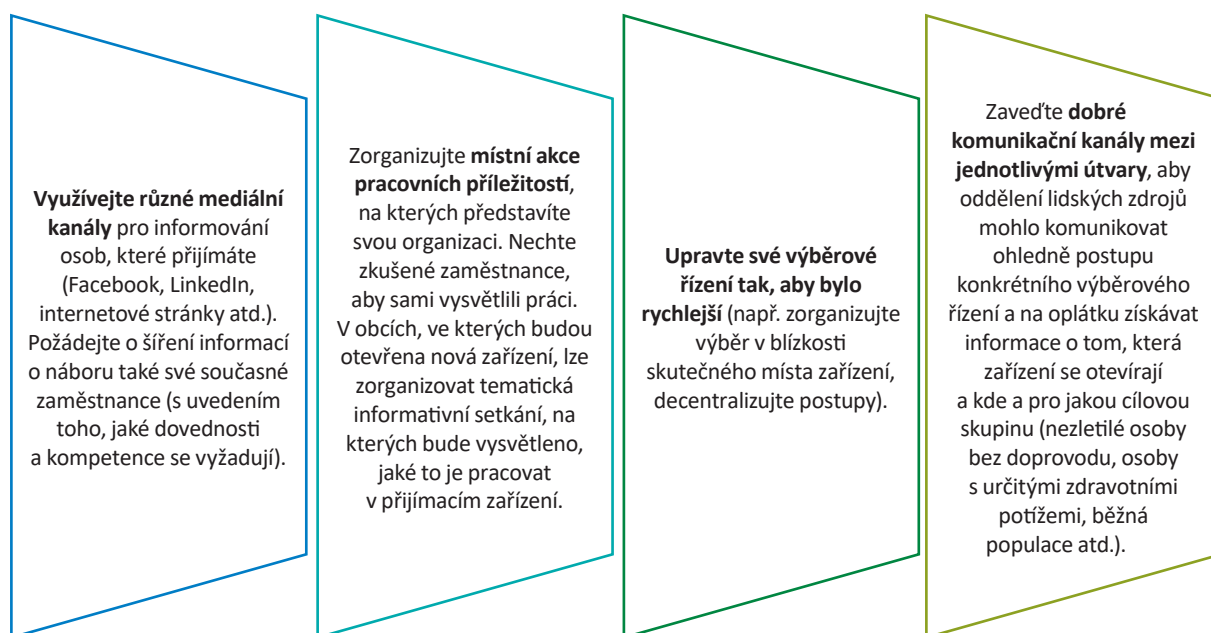 Využívejte různé mediální
kanály pro informování
osob, které přijímáte
(Facebook, LinkedIn,
internetové stránky atd.).
Požádejte o šíření informací
o náboru také své současné
zaměstnance (s uvedením
toho, jaké dovednosti
a kompetence se vyžadují).
Zorganizujte místní akce
pracovních příležitostí,
na kterých představíte
svou organizaci. Nechte
zkušené zaměstnance,
aby sami vysvětlili práci.
V obcích, ve kterých budou
otevřena nová zařízení, lze
zorganizovat tematická
informativní setkání, na
kterých bude vysvětleno,
jaké to je pracovat
v přijímacím zařízení.
Upravte své výběrové
řízení tak, aby bylo
rychlejší (např. zorganizujte
výběr v blízkosti
skutečného místa zařízení,
decentralizujte postupy).
Zaveďte dobré
komunikační kanály mezi
jednotlivými útvary, aby
oddělení lidských zdrojů
mohlo komunikovat
ohledně postupu
konkrétního výběrového
řízení a na oplátku získávat
informace o tom, která
zařízení se otevírají
a kde a pro jakou cílovou
skupinu (nezletilé osoby
bez doprovodu, osoby
s určitými zdravotními
potížemi, běžná
populace atd.).